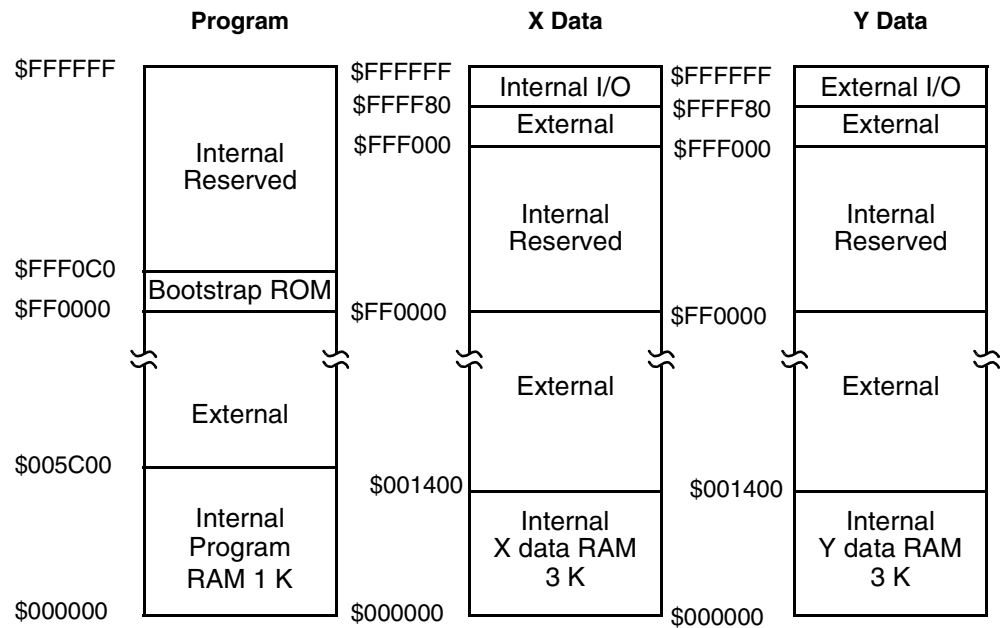 Program
$FFFFFF
Internal
Reserved
$FFF0C0
Bootstrap ROM
$FF0000
External
$005C00
Internal
Program
RAM 1 K
$000000
X Data
$FFFFFF
Internal I/O
$FFFF80
External
$FFF000
Internal
Reserved
$FF0000
External
$001400
Internal
X data RAM
3 K
$000000
Y Data
$FFFFFF
External I/O
$FFFF80
External
$FFF000
Internal
Reserved
$FF0000
External
$001400
Internal
Y data RAM
3 K
$000000